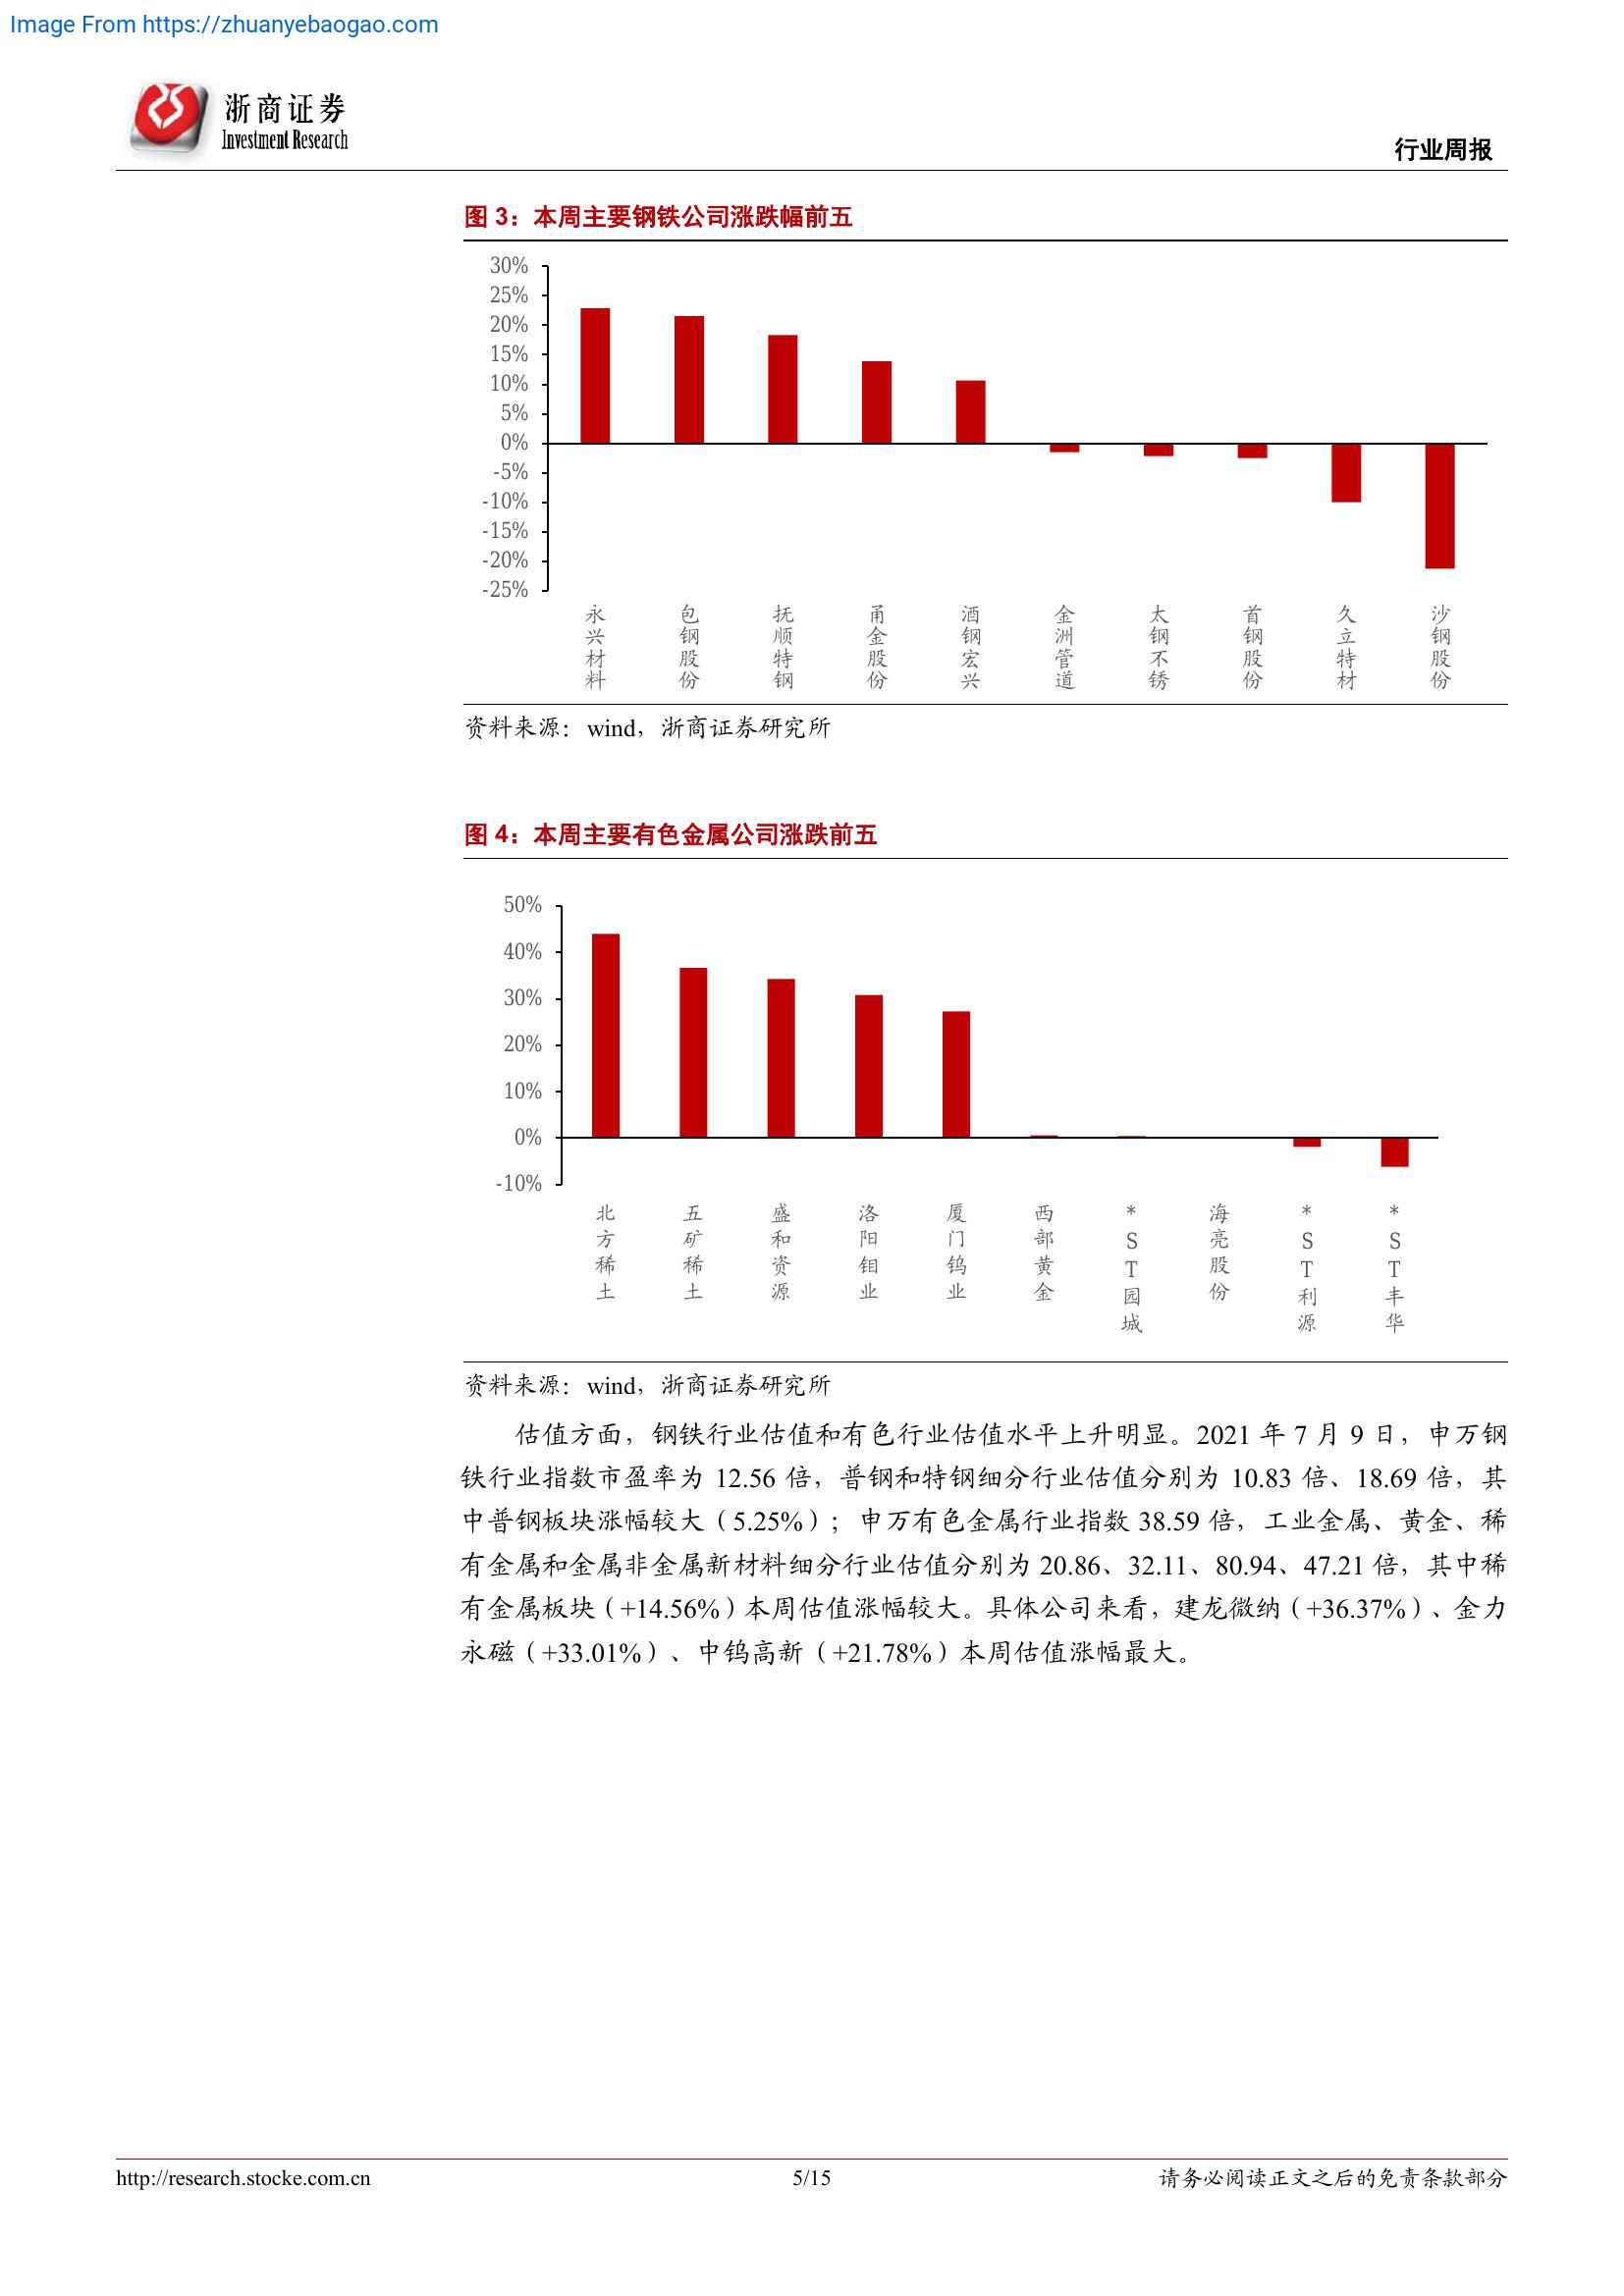 Image From https://zhuanyebaogao.com
浙商证券
Investment Research
行业周报
图 3：本周主要钢铁公司涨跌幅前五
30%
25%
20%
15%
10%
5%
0%
-5%
-10%
-15%
-20%
-25%
永兴材料
包钢股份
抚顺特钢
甬金股份
酒钢宏兴
金洲管道
太钢不锈
首钢股份
久立特材
沙钢股份
资料来源：wind，浙商证券研究所
图 4：本周主要有色金属公司涨跌前五
50%
40%
30%
20%
10%
0%
-10%
北方稀土
五矿稀土
盛和资源
洛阳钼业
厦门钨业
西部黄金
*ST园城
海亮股份
*ST利源
*ST丰华
资料来源：wind，浙商证券研究所
估值方面，钢铁行业估值和有色行业估值水平上升明显。2021 年 7 月 9 日，申万钢
铁行业指数市盈率为 12.56 倍，普钢和特钢细分行业估值分别为 10.83 倍、18.69 倍，其
中普钢板块涨幅较大（5.25%）；申万有色金属行业指数 38.59 倍，工业金属、黄金、稀
有金属和金属非金属新材料细分行业估值分别为 20.86、32.11、80.94、47.21 倍，其中稀
有金属板块（+14.56%）本周估值涨幅较大。具体公司来看，建龙微纳（+36.37%）、金力
永磁（+33.01%）、中钨高新（+21.78%）本周估值涨幅最大。
http://research.stocke.com.cn
5/15
请务必阅读正文之后的免责条款部分